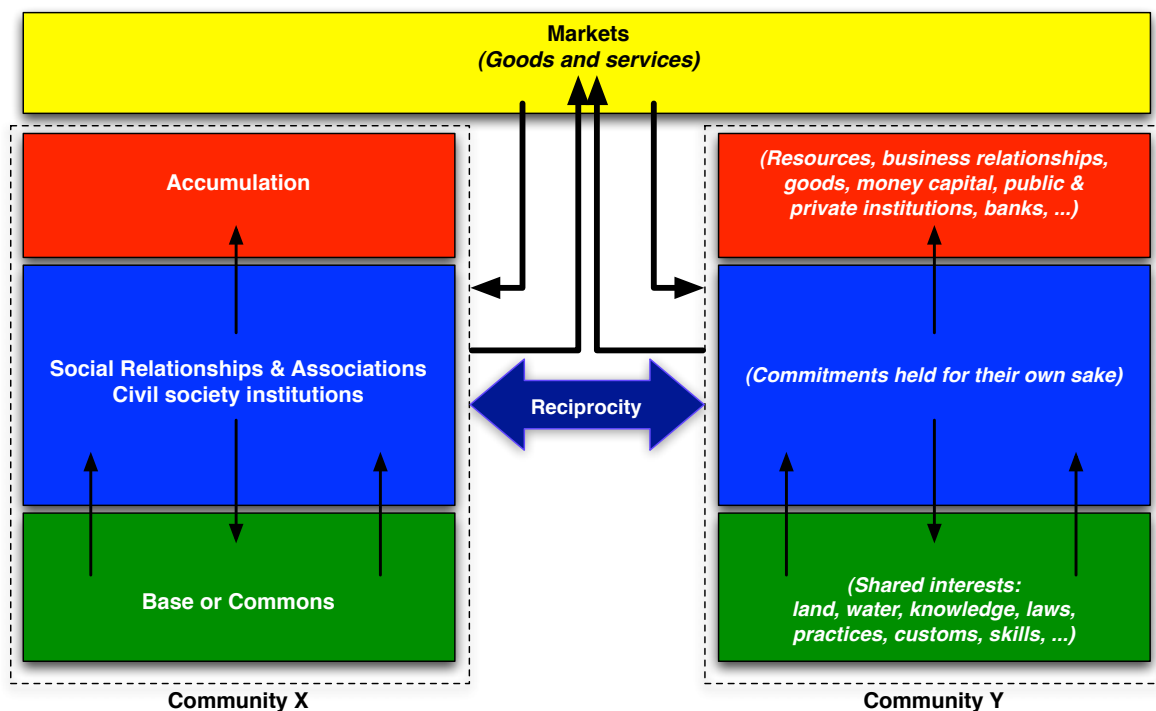 Markets
(Goods and services)
Accumulation
(Resources, business relationships,
goods, money capital, public &
private institutions, banks, ...)
Social Relationships & Associations
Civil society institutions
Reciprocity
(Commitments held for their own sake)
Base or Commons
(Shared interests:
land, water, knowledge, laws,
practices, customs, skills, ...)
Community X
Community Y